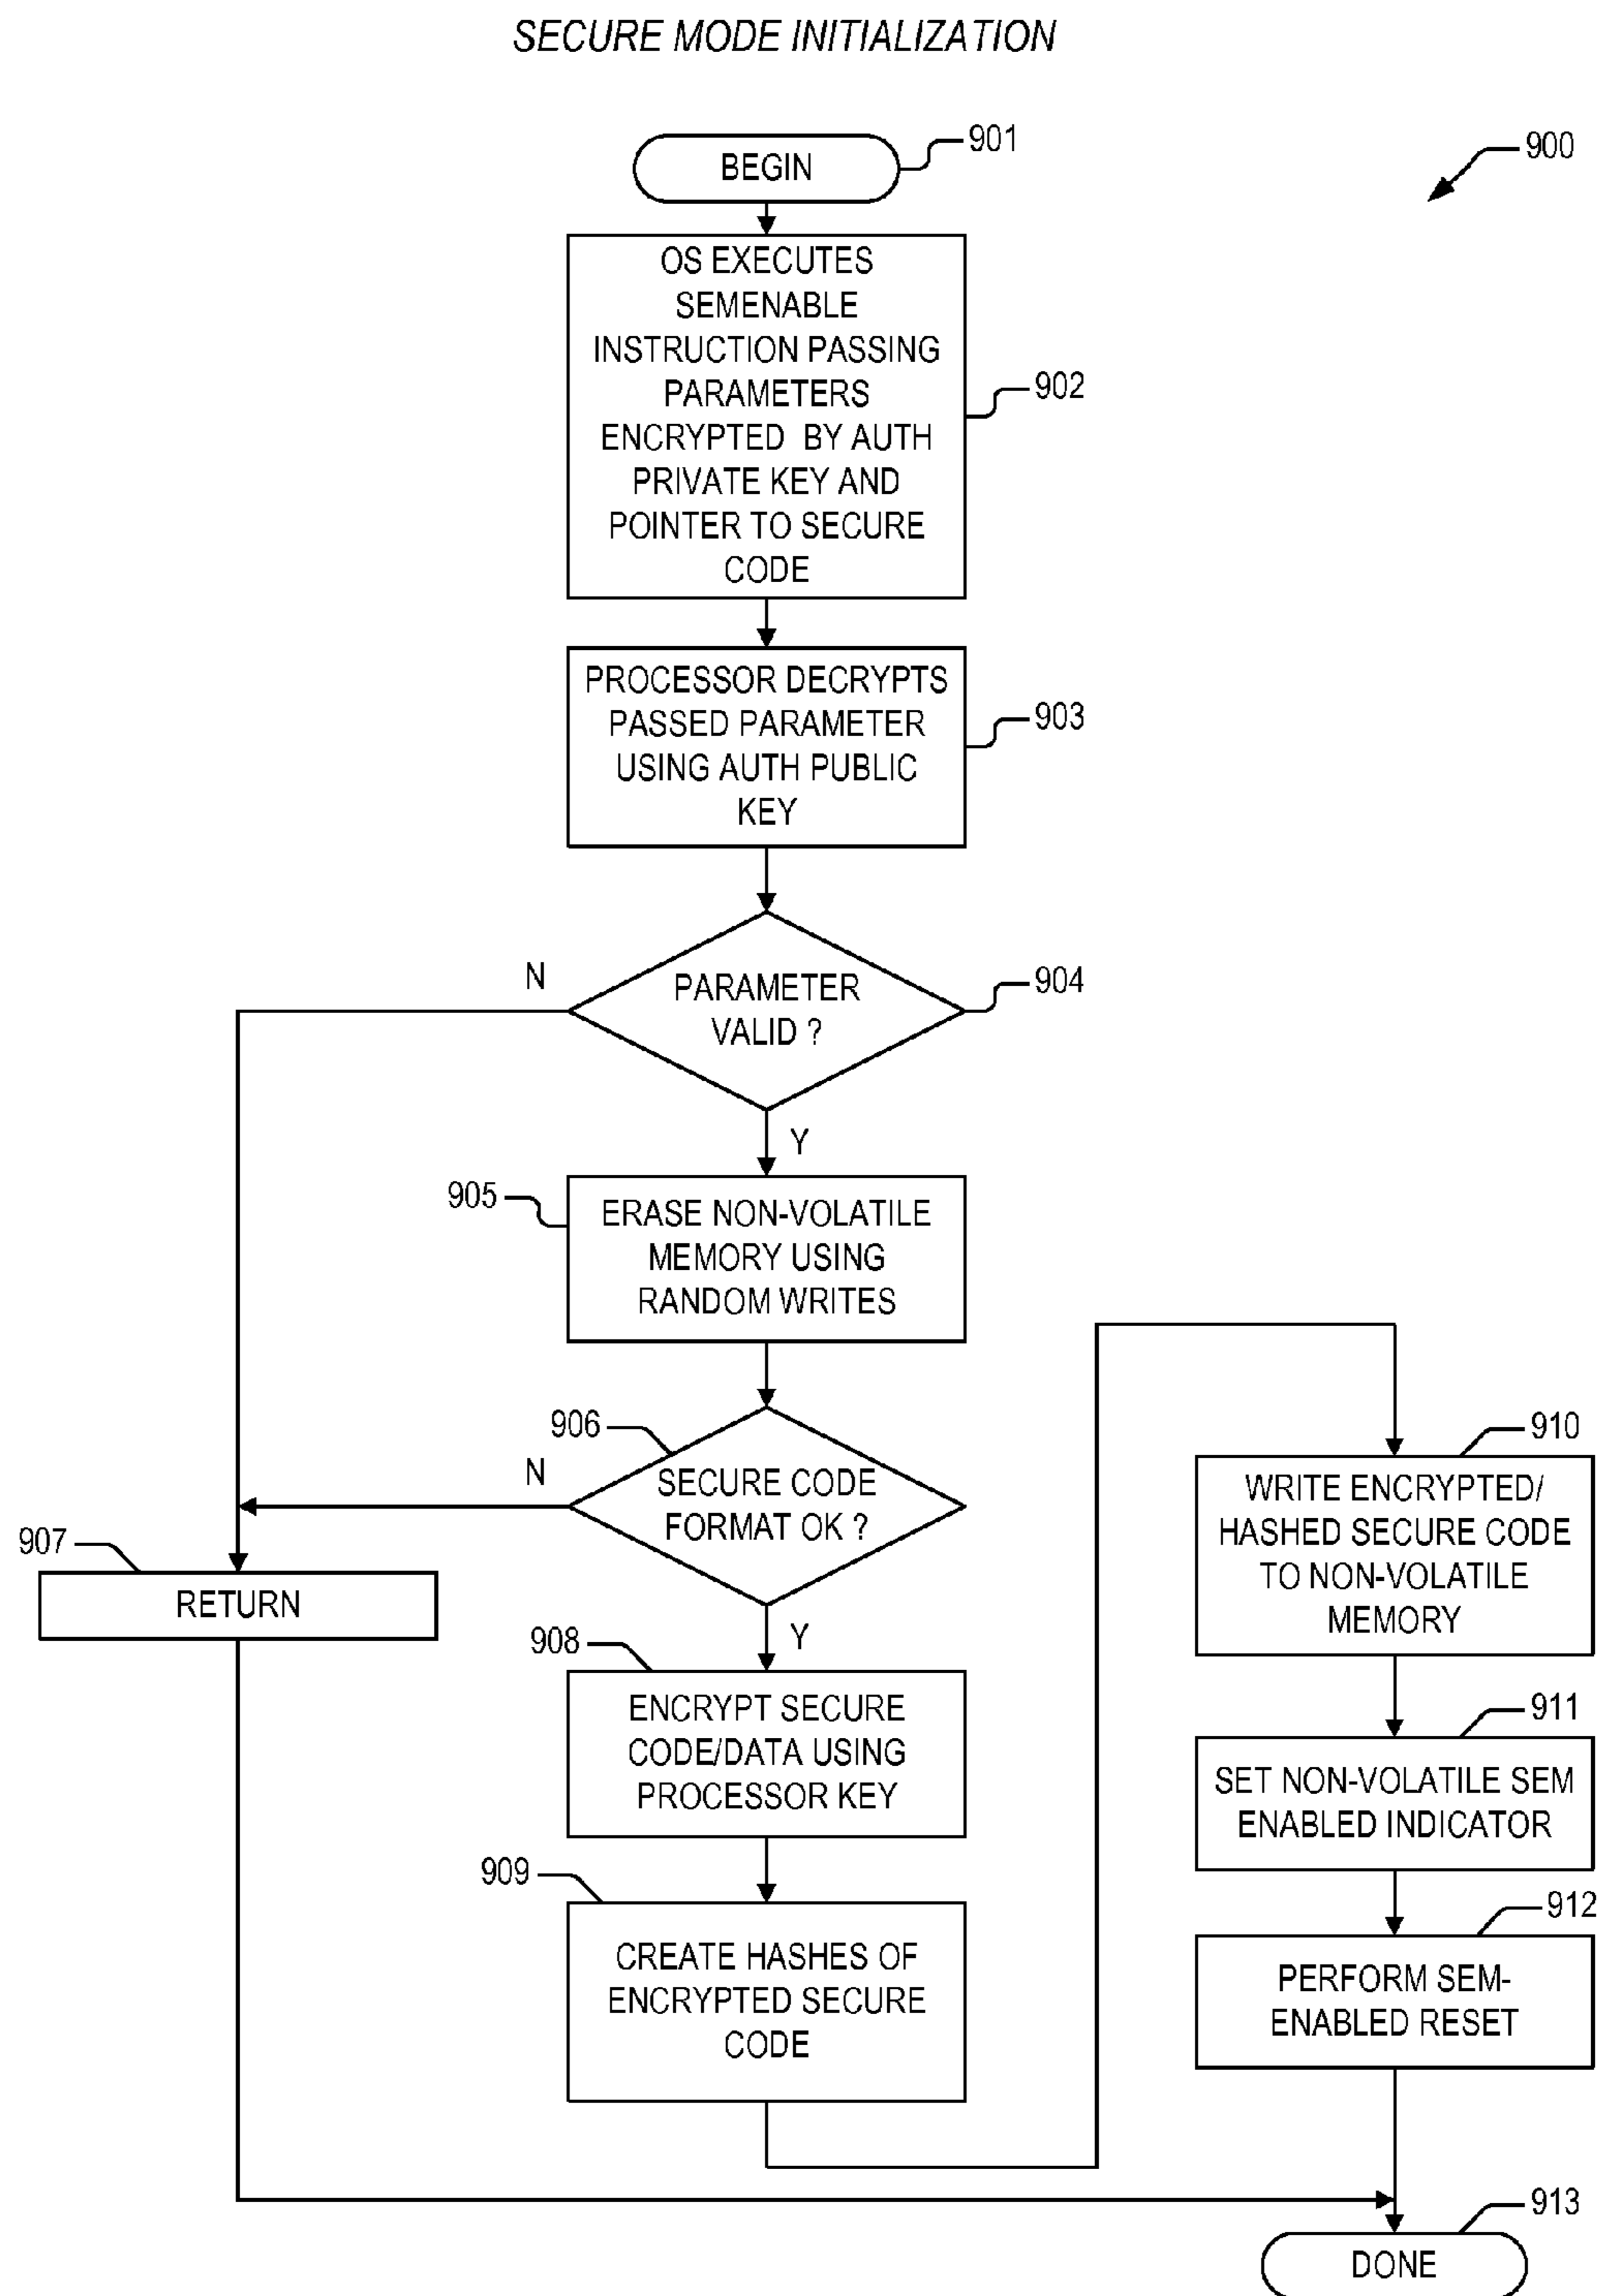 SECURE MODE INITIALIZATION
900
BEGIN
901
OS EXECUTES
SEMENABLE
INSTRUCTION PASSING
PARAMETERS
ENCRYPTED BY AUTH
PRIVATE KEY AND
POINTER TO SECURE
CODE
902
PROCESSOR DECRYPTS
PASSED PARAMETER
USING AUTH PUBLIC
KEY
903
PARAMETER
VALID ?
904
N
Y
905
ERASE NON-VOLATILE
MEMORY USING
RANDOM WRITES
906
SECURE CODE
FORMAT OK ?
N
Y
907
RETURN
908
ENCRYPT SECURE
CODE/DATA USING
PROCESSOR KEY
909
CREATE HASHES OF
ENCRYPTED SECURE
CODE
910
WRITE ENCRYPTED/
HASHED SECURE CODE
TO NON-VOLATILE
MEMORY
911
SET NON-VOLATILE SEM
ENABLED INDICATOR
912
PERFORM SEM-
ENABLED RESET
913
DONE